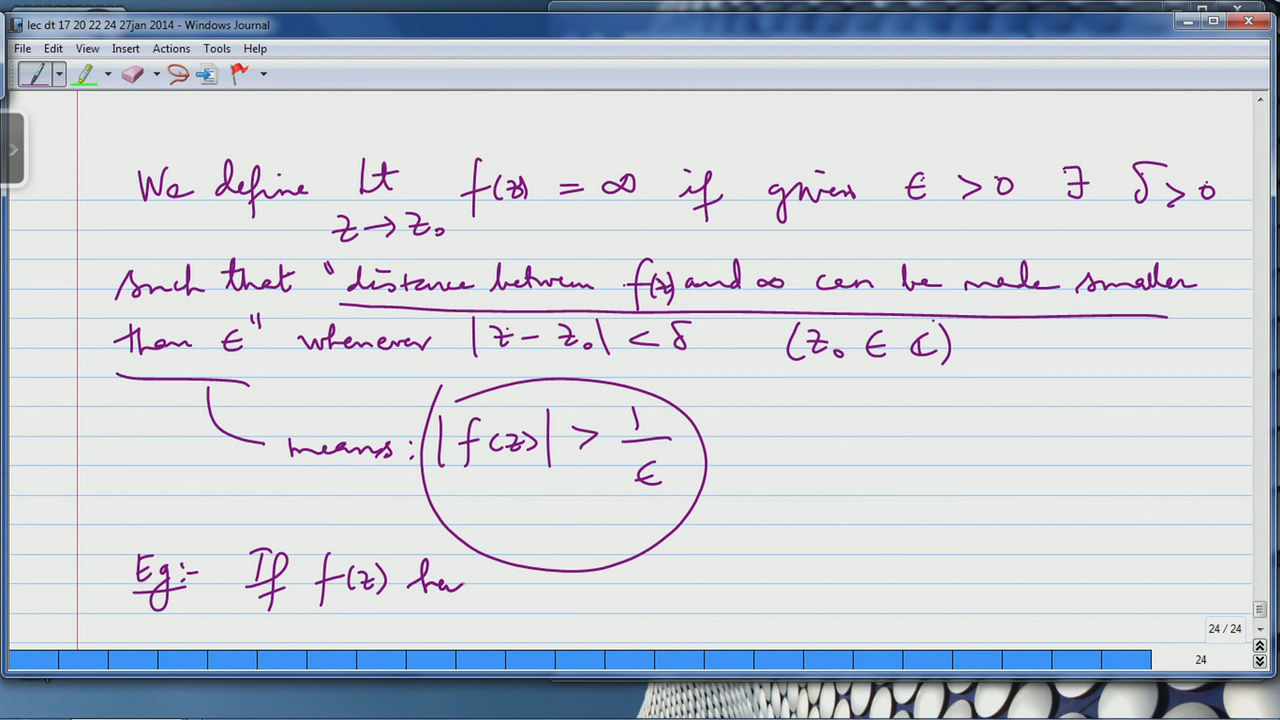 lec dt 17 20 22 24 27jan 2014 - Windows Journal
File Edit View Insert Actions Tools Help
We define Lt f(z) = ∞ if given ϵ > 0 ∃ δ > 0
z → z₀
such that "distance between f(z) and ∞ can be made smaller
than ϵ" whenever |z - z₀| < δ (z₀ ∈ ℂ)
means: |f(z)| > 1/ϵ
Eg:- If f(z) ha
24 / 24
24